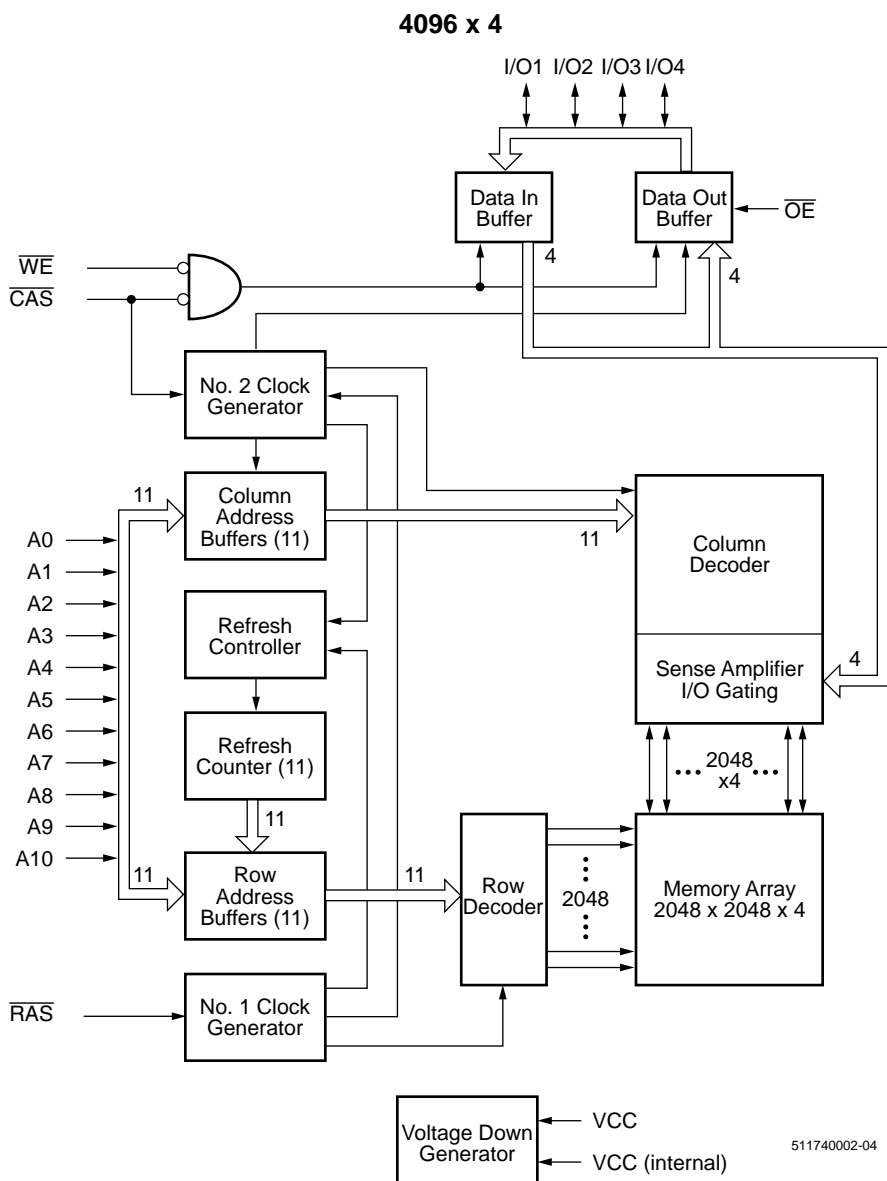 4096 x 4
I/O1 I/O2 I/O3 I/O4
Data In
Buffer
Data Out
Buffer
OE
4
4
WE
CAS
No. 2 Clock
Generator
11
Column
Address
Buffers (11)
11
Column
Decoder
A0
A1
A2
A3
A4
A5
A6
A7
A8
A9
A10
Refresh
Controller
Sense Amplifier
I/O Gating
4
Refresh
Counter (11)
11
2048
x4
11
Row
Address
Buffers (11)
11
Row
Decoder
2048
Memory Array
2048 x 2048 x 4
RAS
No. 1 Clock
Generator
Voltage Down
Generator
VCC
VCC (internal)
511740002-04